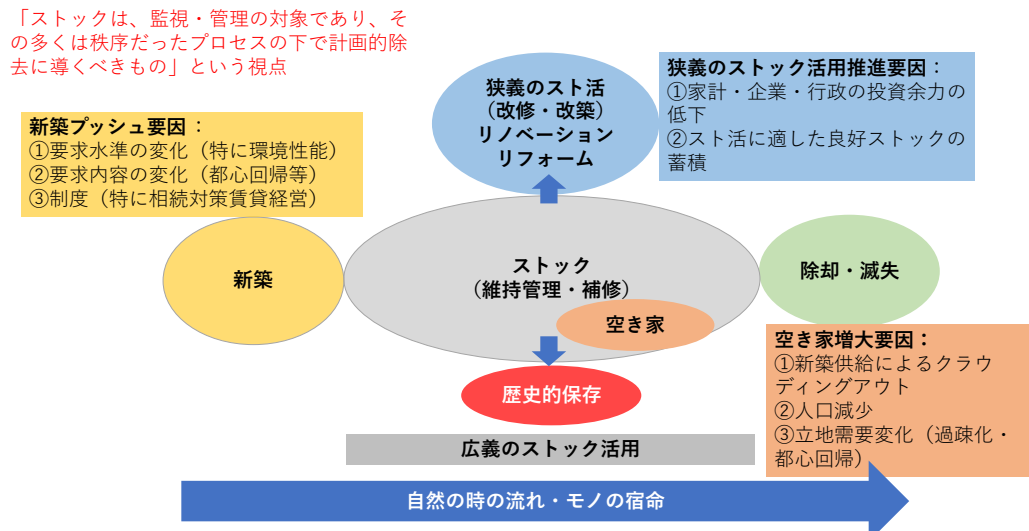 「ストックは、監視・管理の対象であり、そ
の多くは秩序だったプロセスの下で計画的除
去に導くべきもの」という視点
狭義のスト活
（改修・改築）
リノベーション
リフォーム
狭義のストック活用推進要因：
①家計・企業・行政の投資余力の
低下
②スト活に適した良好ストックの
蓄積
新築プッシュ要因：
①要求水準の変化（特に環境性能）
②要求内容の変化（都心回帰等）
③制度（特に相続対策賃貸経営）
新築
ストック
（維持管理・補修）
空き家
除却・滅失
歴史的保存
空き家増大要因：
①新築供給によるクラウ
ディングアウト
②人口減少
③立地需要変化（過疎化・
都心回帰）
広義のストック活用
自然の時の流れ・モノの宿命